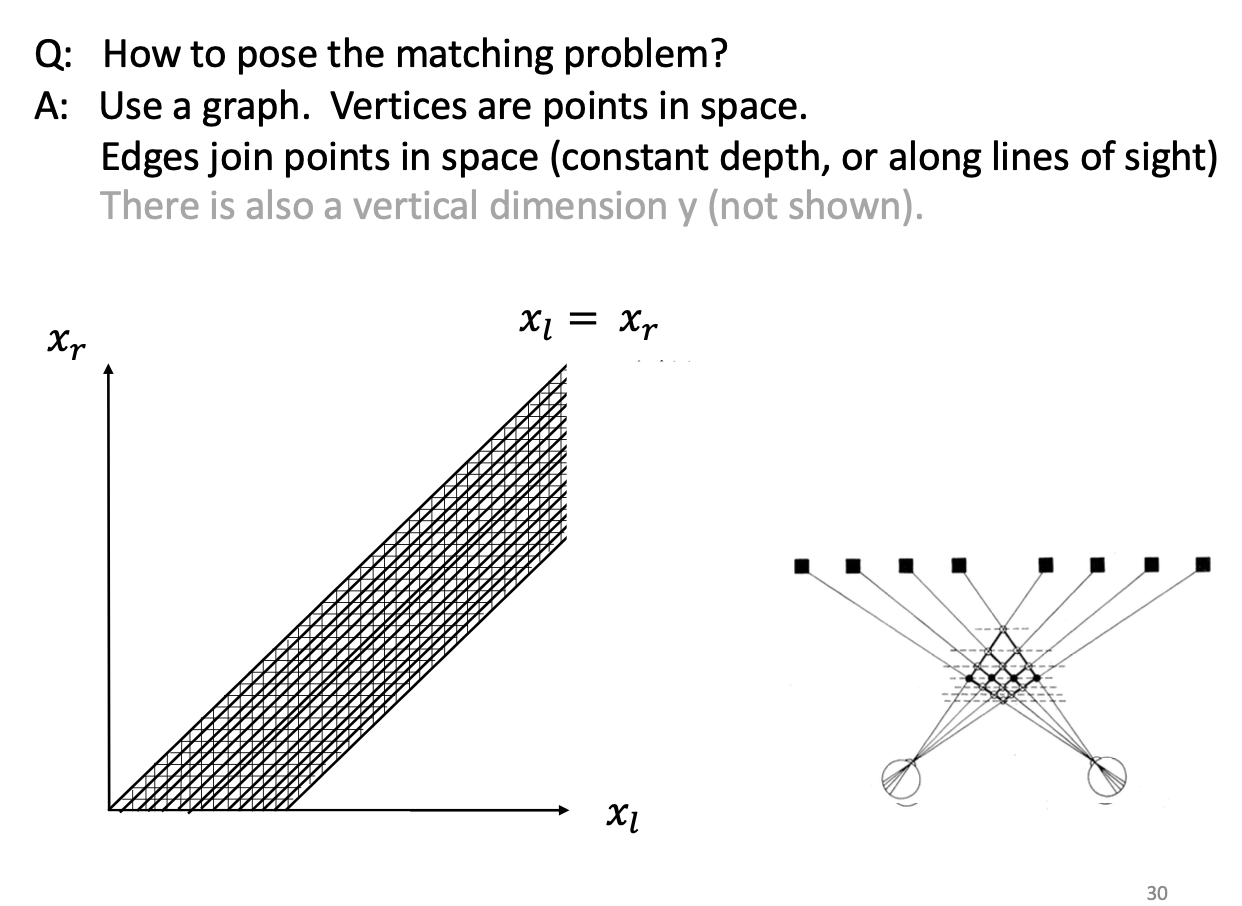 Q: How to pose the matching problem?
A: Use a graph. Vertices are points in space.
Edges join points in space (constant depth, or along lines of sight)
There is also a vertical dimension y (not shown).
x_l = x_r
x_r
x_l
30